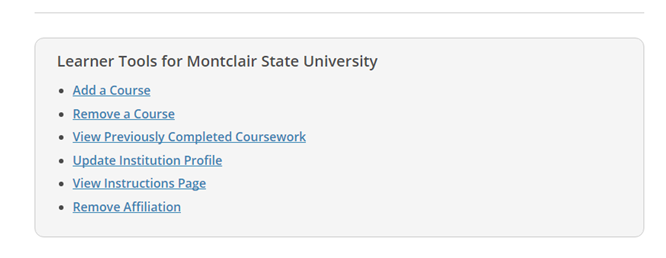 Learner Tools for Montclair State University
Add a Course
Remove a Course
View Previously Completed Coursework
Update Institution Profile
View Instructions Page
Remove Affiliation